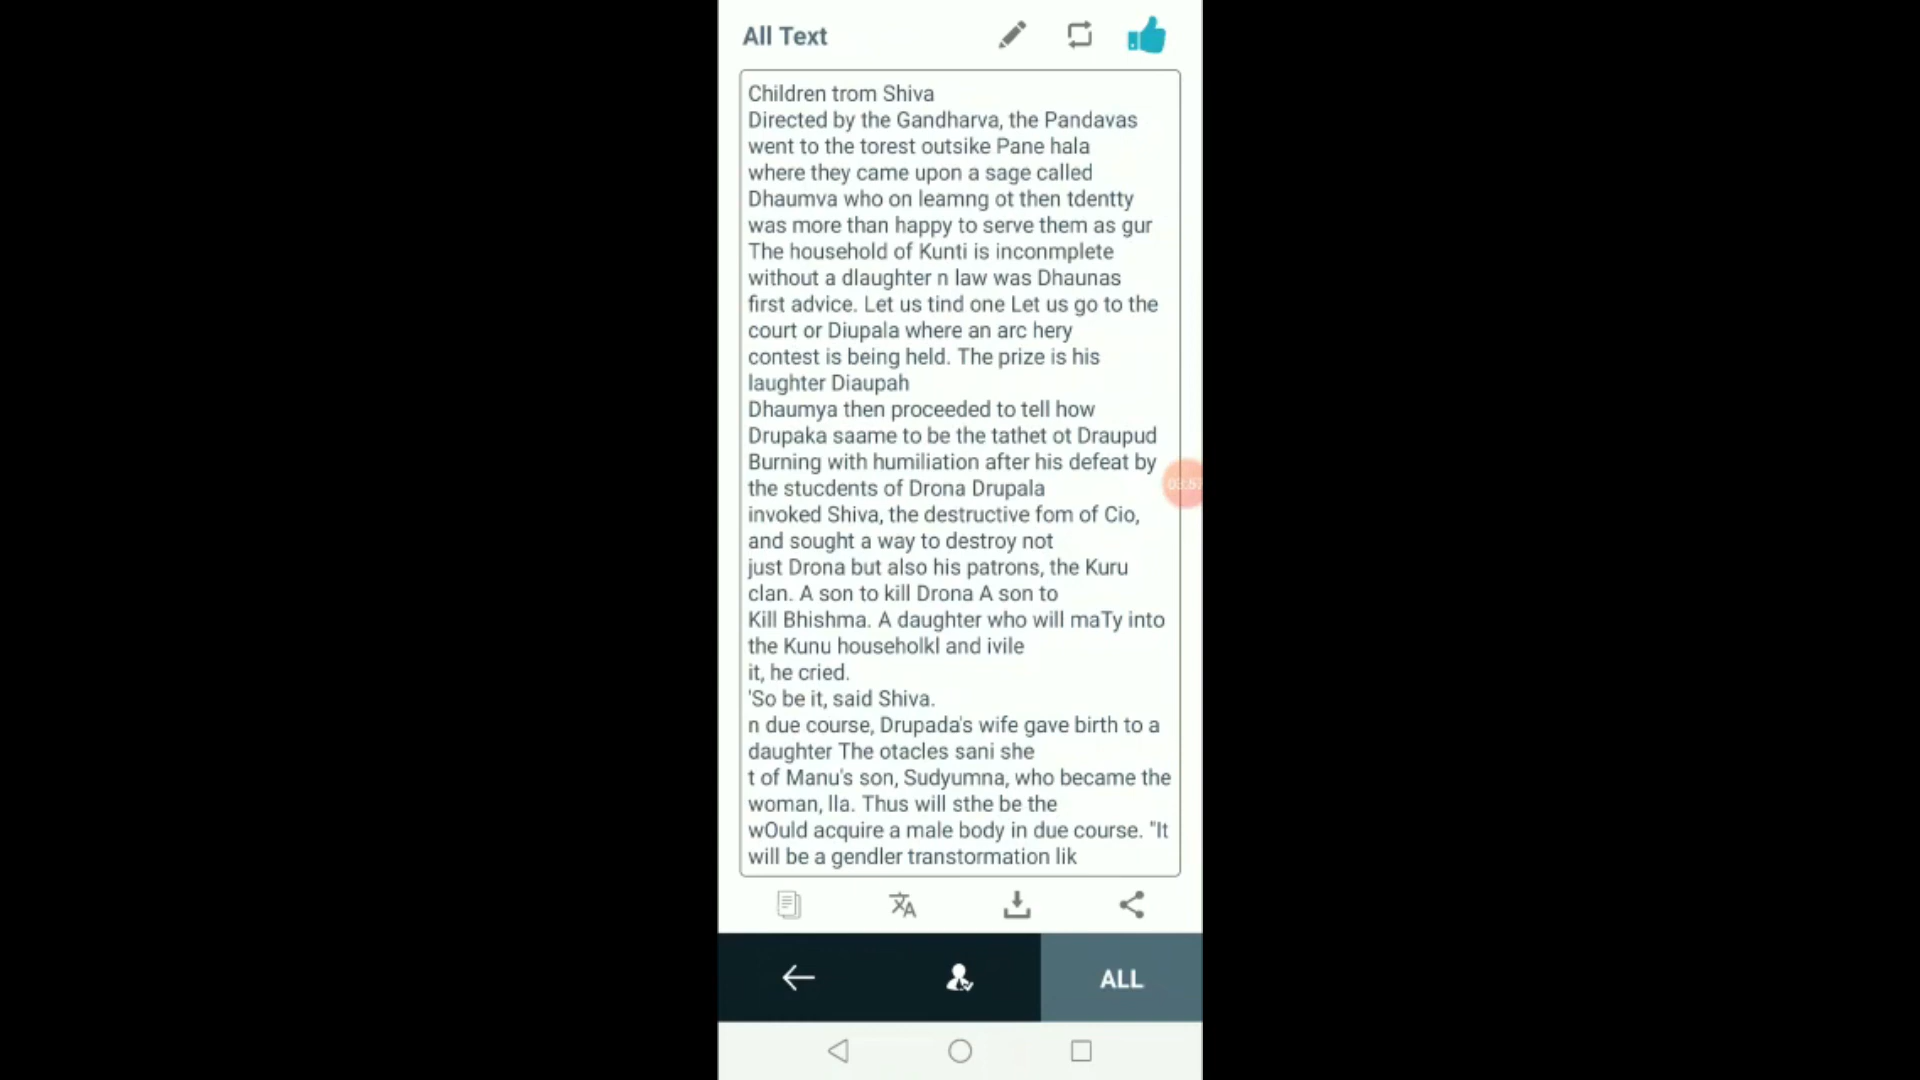 All Text
Children trom Shiva
Directed by the Gandharva, the Pandavas
went to the torest outsike Pane hala
where they came upon a sage called
Dhaumva who on leamng ot then tdentty
was more than happy to serve them as gur
The household of Kunti is inconmplete
without a dlaughter n law was Dhaunas
first advice. Let us tind one Let us go to the
court or Diupala where an arc hery
contest is being held. The prize is his
laughter Diaupah
Dhaumya then proceeded to tell how
Drupaka saame to be the tathet ot Draupud
Burning with humiliation after his defeat by
the stucdents of Drona Drupala
invoked Shiva, the destructive fom of Cio,
and sought a way to destroy not
just Drona but also his patrons, the Kuru
clan. A son to kill Drona A son to
Kill Bhishma. A daughter who will maTy into
the Kunu householkl and ivile
it, he cried.
'So be it, said Shiva.
n due course, Drupada's wife gave birth to a
daughter The otacles sani she
t of Manu's son, Sudyumna, who became the
woman, lla. Thus will sthe be the
wOuld acquire a male body in due course. "It
will be a gendler transtormation lik
ALL